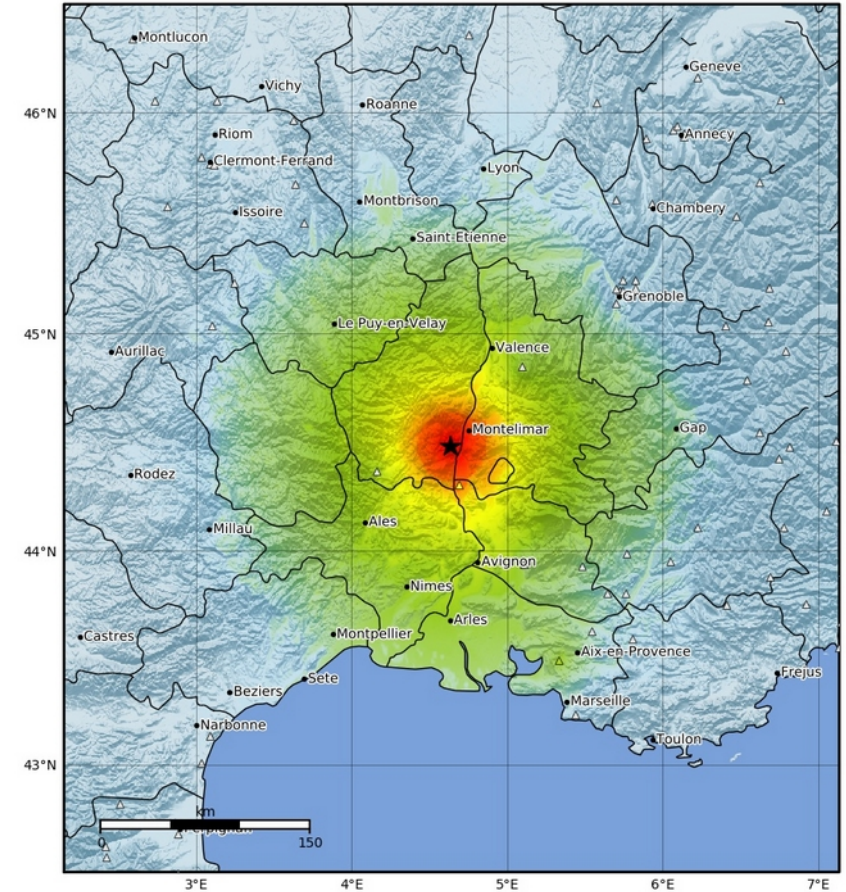 Montlucon
Geneve
Vichy
Roanne
46°N
Riom
Annecy
Clermont-Ferrand
Lyon
Montbrison
Chambery
Issoire
Saint-Etienne
Grenoble
Le Puy-en-Velay
45°N
Valence
Aurillac
Montelimar
Gap
Rodez
Ales
Millau
44°N
Avignon
Nimes
Arles
Montpellier
Castres
Aix-en-Provence
Frejus
Sete
Beziers
Marseille
Narbonne
Toulon
43°N
km
Perpignan
0 150
3°E 4°E 5°E 6°E 7°E